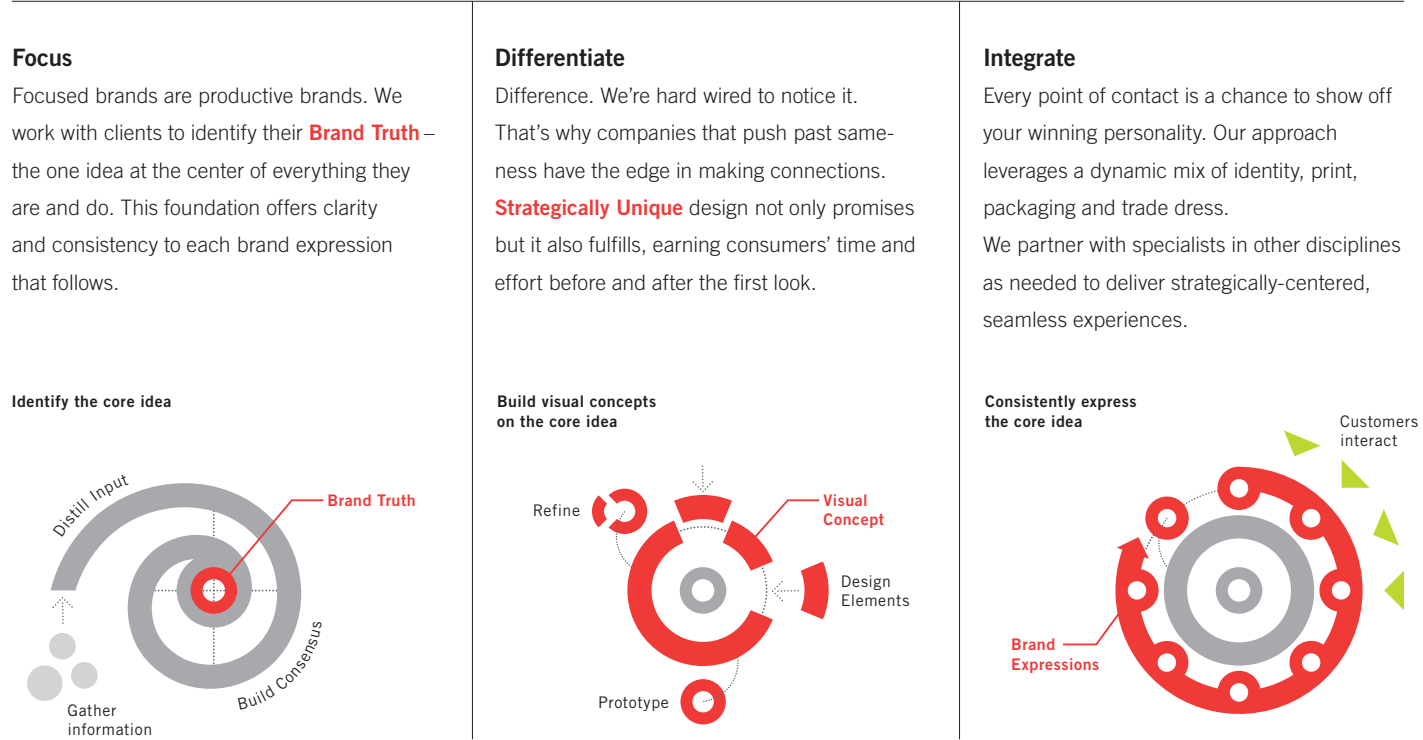 Focus
Focused brands are productive brands. We
work with clients to identify their Brand Truth –
the one idea at the center of everything they
are and do. This foundation offers clarity
and consistency to each brand expression
that follows.
Identify the core idea
Distill Input
Brand Truth
Build Consensus
Gather
information
Differentiate
Difference. We’re hard wired to notice it.
That’s why companies that push past same-
ness have the edge in making connections.
Strategically Unique design not only promises
but it also fulfills, earning consumers’ time and
effort before and after the first look.
Build visual concepts
on the core idea
Refine
Visual
Concept
Design
Elements
Prototype
Integrate
Every point of contact is a chance to show off
your winning personality. Our approach
leverages a dynamic mix of identity, print,
packaging and trade dress.
We partner with specialists in other disciplines
as needed to deliver strategically-centered,
seamless experiences.
Consistently express
the core idea
Customers
interact
Brand
Expressions